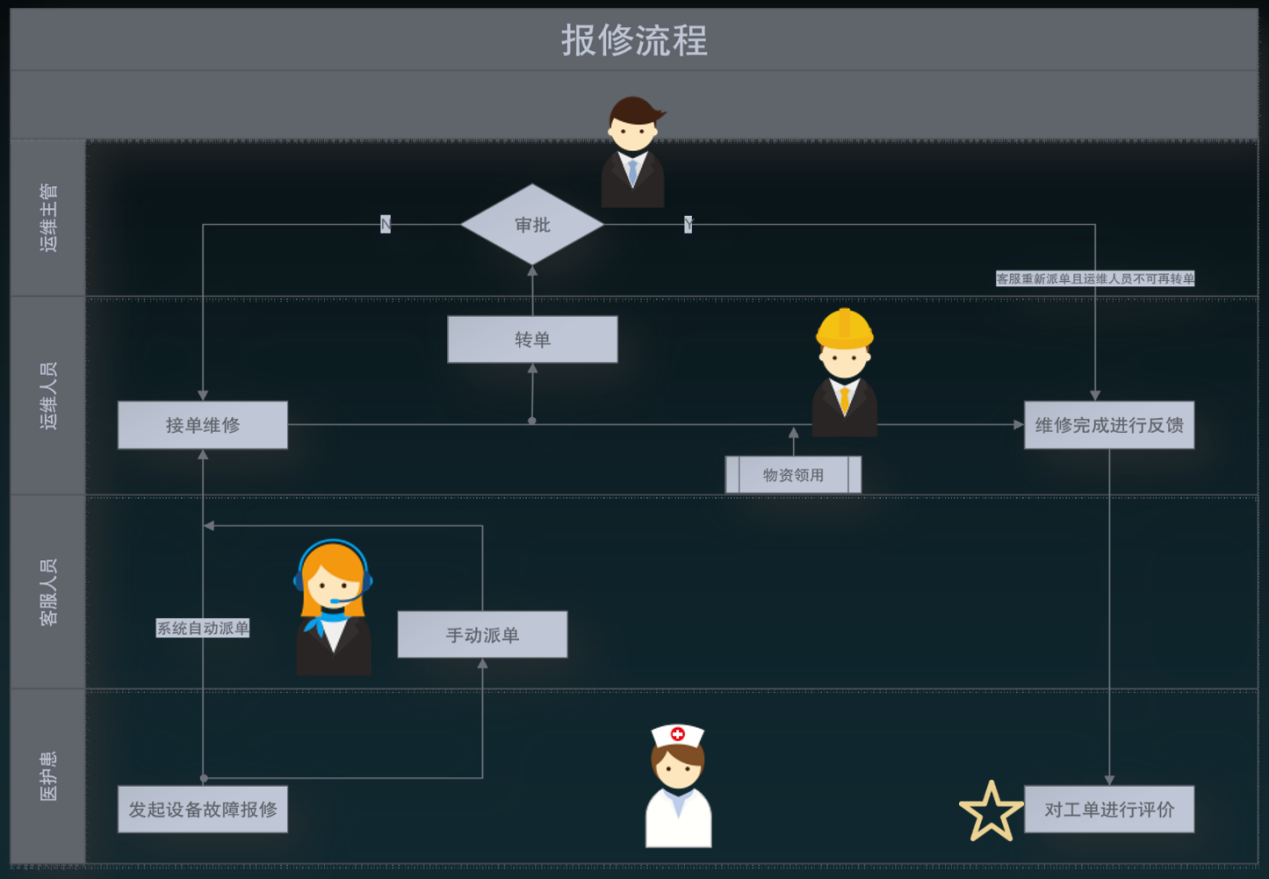 报修流程
运维主管
审批
N
Y
客服重新派单且运维人员不可再转单
运维人员
转单
接单维修
维修完成进行反馈
物资领用
客服人员
系统自动派单
手动派单
医护患
发起设备故障报修
对工单进行评价